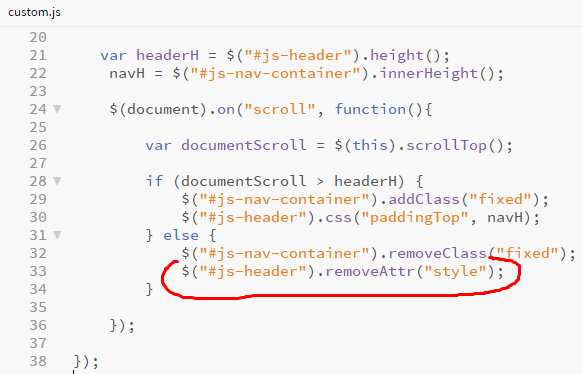 custom.js
20
21 var headerH = $("#js-header").height();
22 navH = $("#js-nav-container").innerHeight();
23
24 $(document).on("scroll", function(){
25
26 var documentScroll = $(this).scrollTop();
27
28 if (documentScroll > headerH) {
29 $("#js-nav-container").addClass("fixed");
30 $("#js-header").css("paddingTop", navH);
31 } else {
32 $("#js-nav-container").removeClass("fixed");
33 $("#js-header").removeAttr("style");
34 }
35
36 });
37
38 });